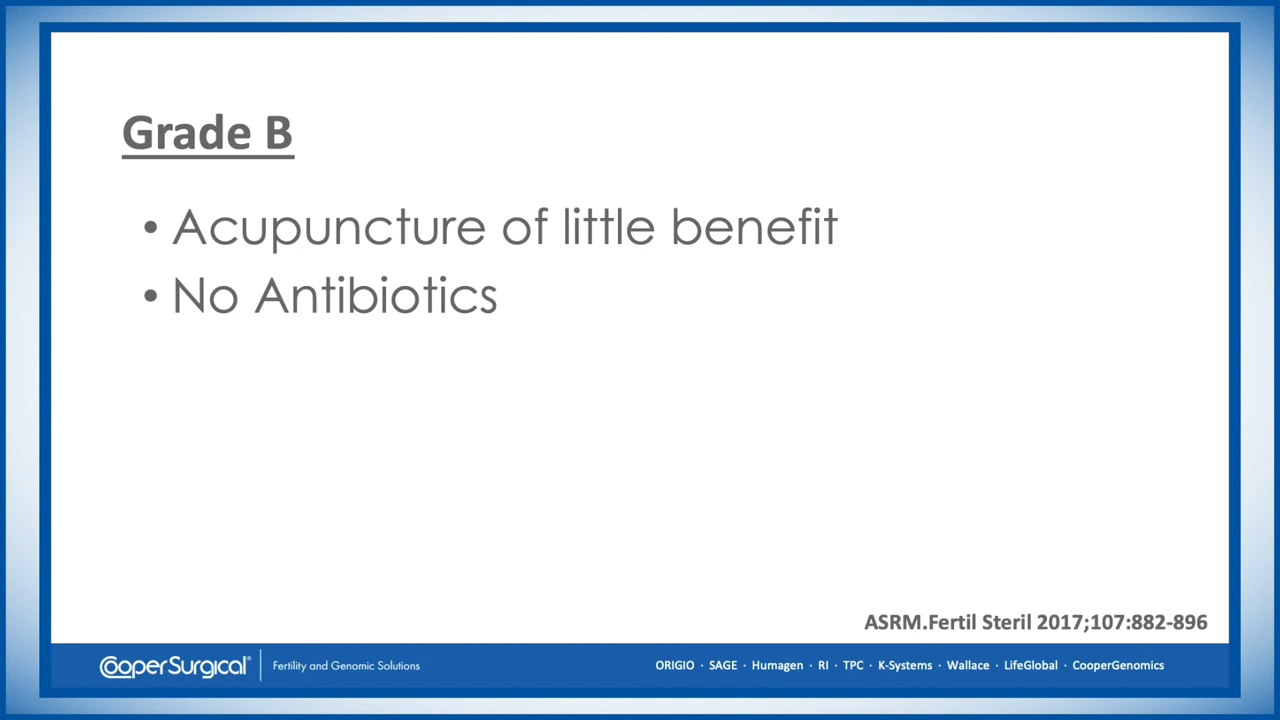 Grade B
• Acupuncture of little benefit
• No Antibiotics
ASRM.Fertil Steril 2017;107:882-896
CooperSurgical® Fertility and Genomic Solutions ORIGIO · SAGE · Humagen · RI · TPC · K-Systems · Wallace · LifeGlobal · CooperGenomics